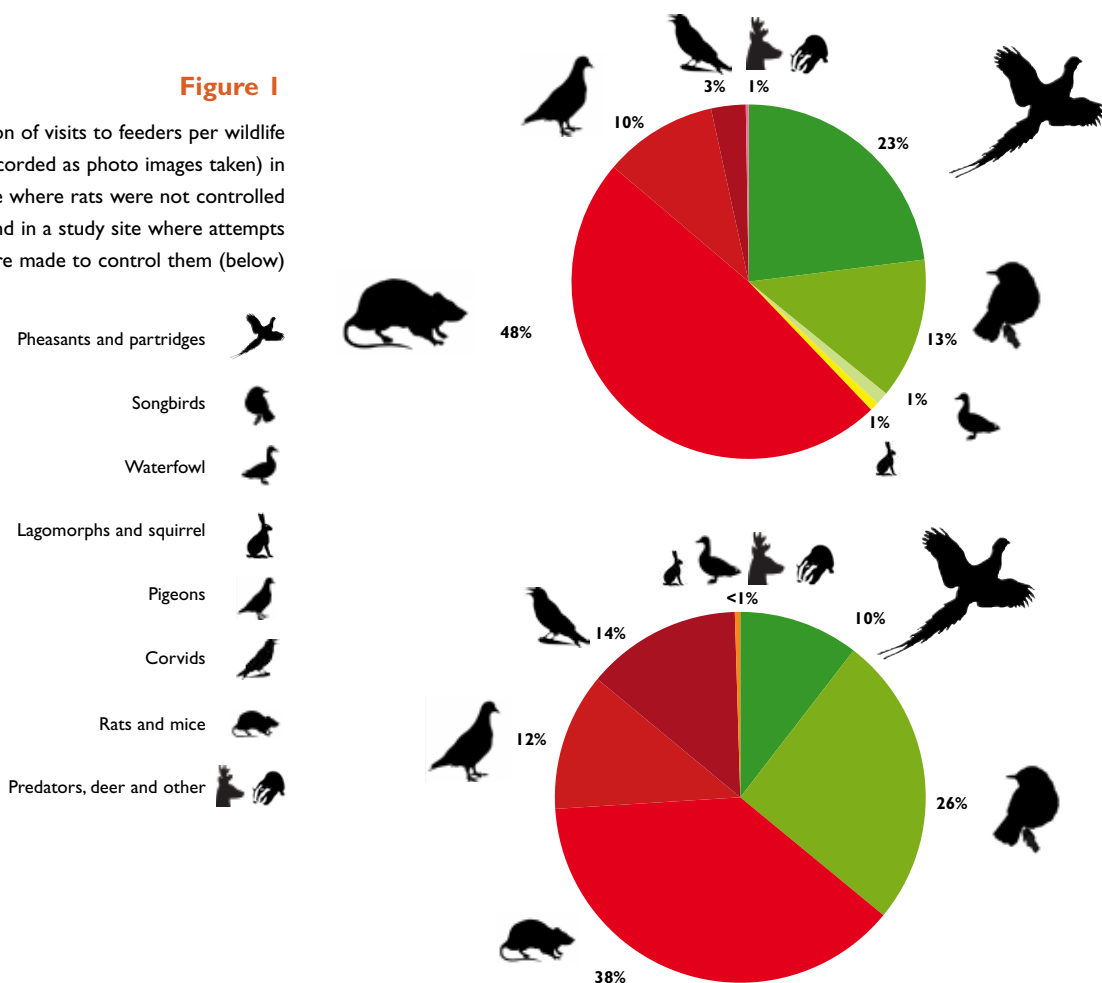 Figure 1
on of visits to feeders per wildlife
corded as photo images taken) in
e where rats were not controlled
nd in a study site where attempts
re made to control them (below)
Pheasants and partridges
Songbirds
Waterfowl
Lagomorphs and squirrel
Pigeons
Corvids
Rats and mice
Predators, deer and other
3%
1%
10%
23%
48%
13%
1%
1%
<1%
14%
10%
12%
26%
38%